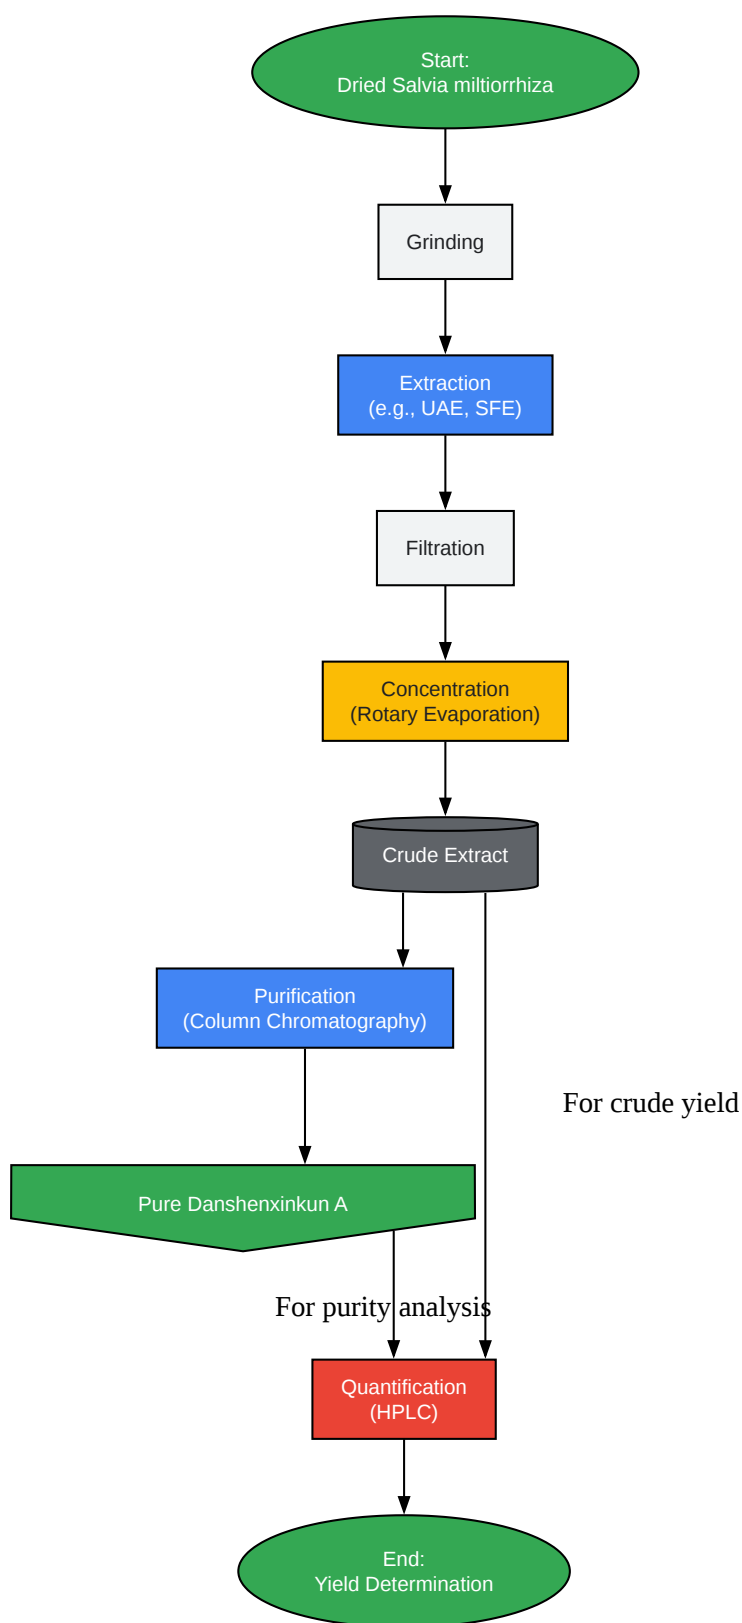 Start:
Dried Salvia miltiorrhiza
Grinding
Extraction
(e.g., UAE, SFE)
Filtration
Concentration
(Rotary Evaporation)
Crude Extract
Purification
(Column Chromatography)
For crude yield
Pure Danshenxinkun A
For purity analysis
Quantification
(HPLC)
End:
Yield Determination